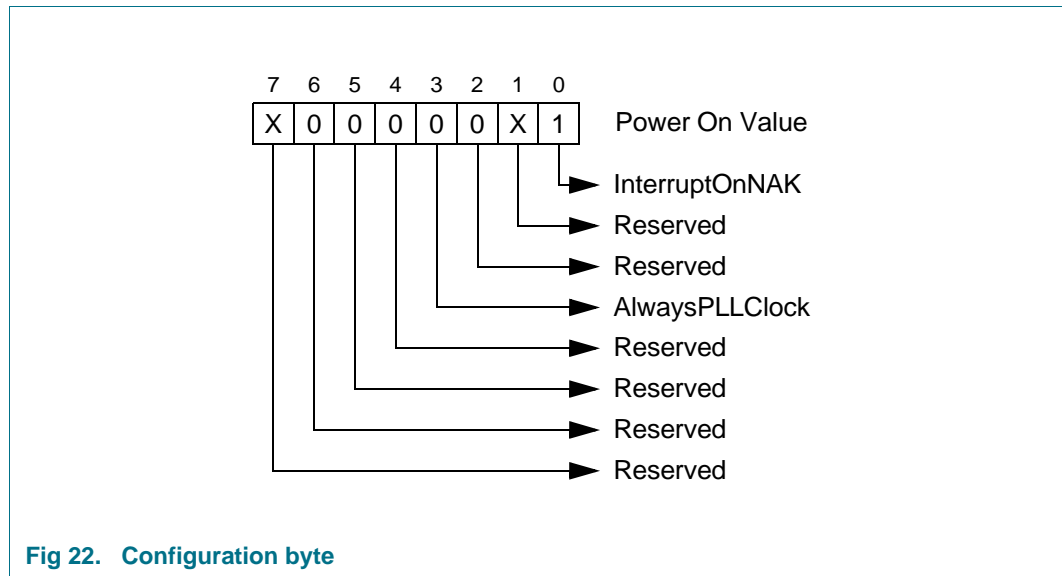 7 6 5 4 3 2 1 0
X 0 0 0 0 0 X 1 Power On Value
InterruptOnNAK
Reserved
Reserved
AlwaysPLLClock
Reserved
Reserved
Reserved
Reserved
Fig 22. Configuration byte